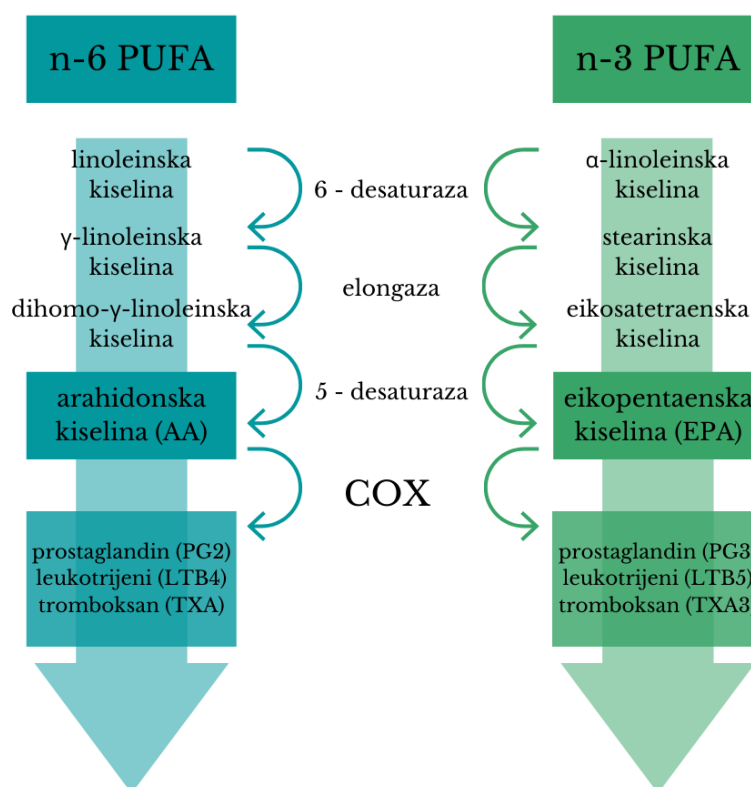 n-6 PUFA
n-3 PUFA
linoleinska
kiselina
6 - desaturaza
α-linoleinska
kiselina
γ-linoleinska
kiselina
stearinska
kiselina
elongaza
dihomo-γ-linoleinska
kiselina
eikosatetraenska
kiselina
5 - desaturaza
arahidonska
kiselina (AA)
eikopentaenska
kiselina (EPA)
COX
prostaglandin (PG2)
leukotrijeni (LTB4)
tromboksan (TXA)
prostaglandin (PG3
leukotrijeni (LTB5)
tromboksan (TXA3